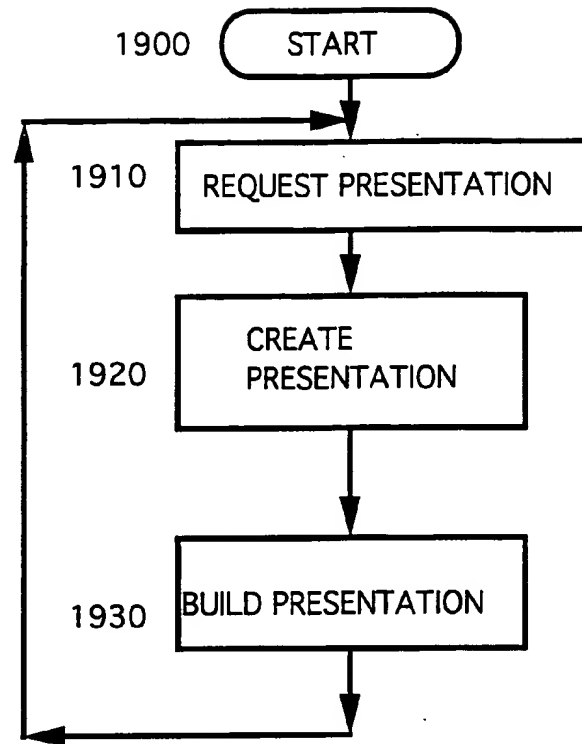 1900 START
1910 REQUEST PRESENTATION
CREATE
1920 PRESENTATION
1930 BUILD PRESENTATION